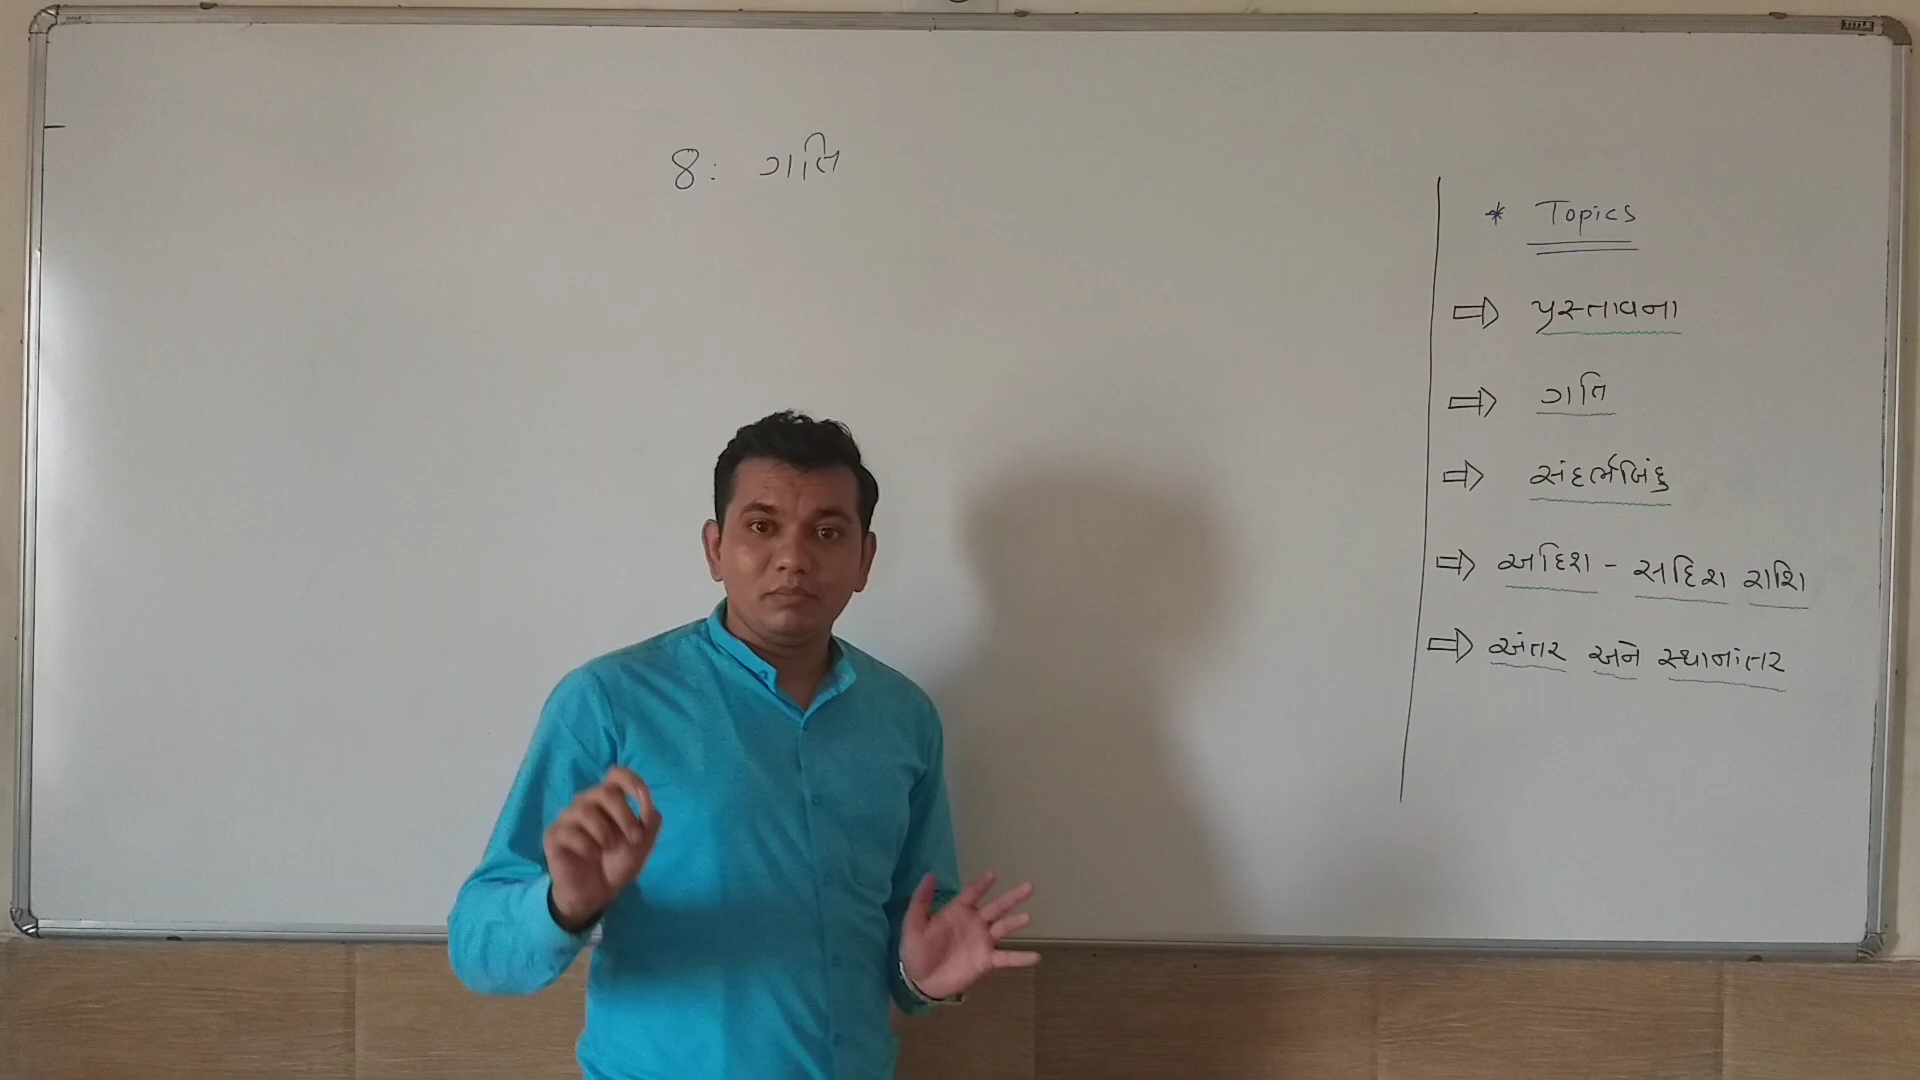 8: ગતિ
* Topics
⇒ પ્રસ્તાવના
⇒ ગતિ
⇒ સંદર્ભબિંદુ
⇒ અદિશ - સદિશ રાશિ
⇒ અંતર અને સ્થાનાંતર